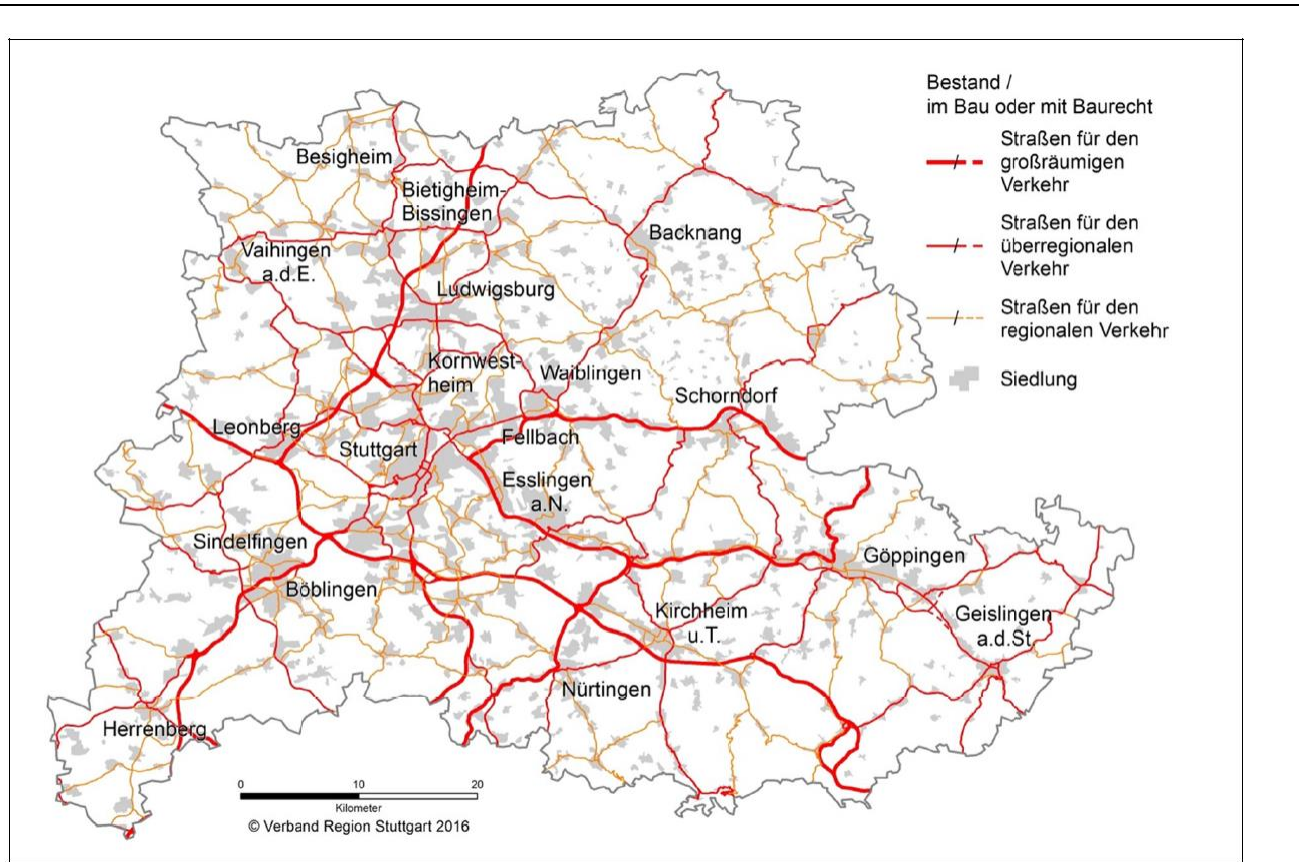 Bestand /
im Bau oder mit Baurecht
Straßen für den
großräumigen
Verkehr
Straßen für den
überregionalen
Verkehr
Straßen für den
regionalen Verkehr
Siedlung
Besigheim
Bietigheim-
Bissingen
Backnang
Vaihingen
a.d.E.
Ludwigsburg
Kornwest-
heim
Waiblingen
Schorndorf
Leonberg
Stuttgart
Fellbach
Esslingen
a.N.
Sindelfingen
Göppingen
Böblingen
Kirchheim
u.T.
Geislingen
a.d.St.
Nürtingen
Herrenberg
0 10 20
Kilometer
© Verband Region Stuttgart 2016